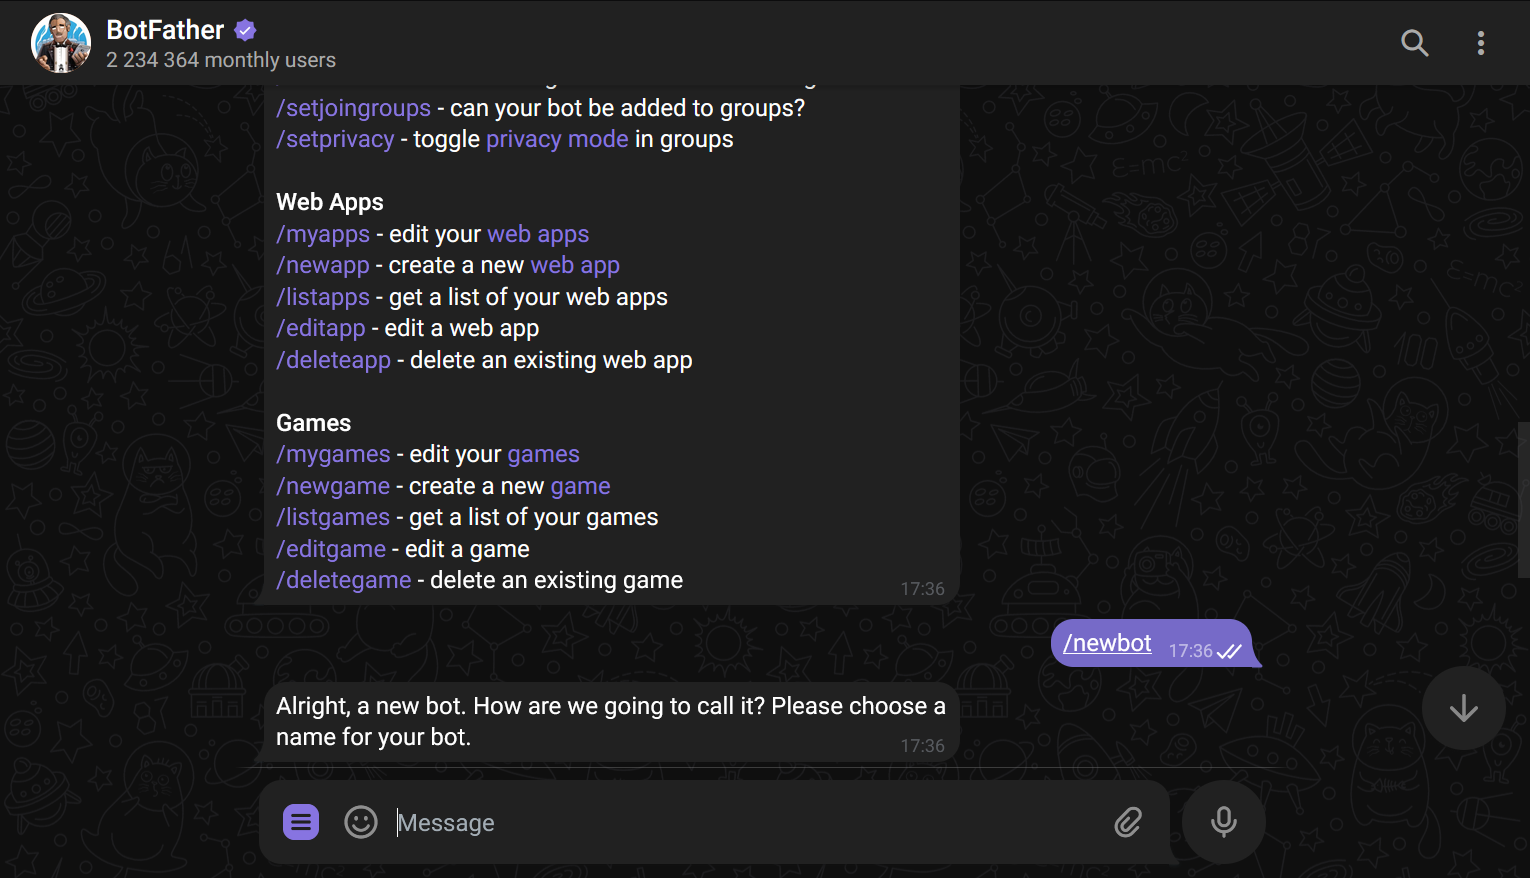 BotFather
2 234 364 monthly users
/setjoingroups - can your bot be added to groups?
/setprivacy - toggle privacy mode in groups
Web Apps
/myapps - edit your web apps
/newapp - create a new web app
/listapps - get a list of your web apps
/editapp - edit a web app
/deleteapp - delete an existing web app
Games
/mygames - edit your games
/newgame - create a new game
/listgames - get a list of your games
/editgame - edit a game
/deletegame - delete an existing game
17:36
/newbot 17:36
Alright, a new bot. How are we going to call it? Please choose a
name for your bot.
17:36
Message